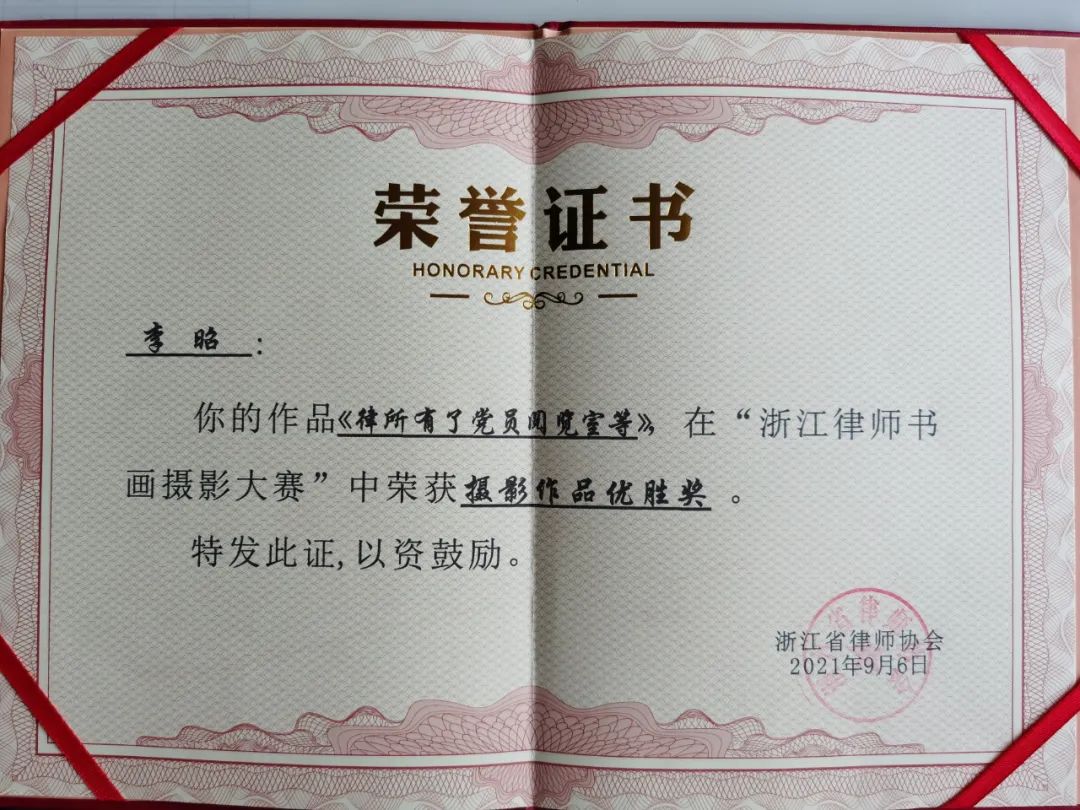 荣誉证书
HONORARY CREDENTIAL
李昭：
你的作品《律所有了党员阅览室等》，在“浙江律师书
画摄影大赛”中荣获摄影作品优胜奖。
特发此证，以资鼓励。
浙江省律师协会
2021年9月6日